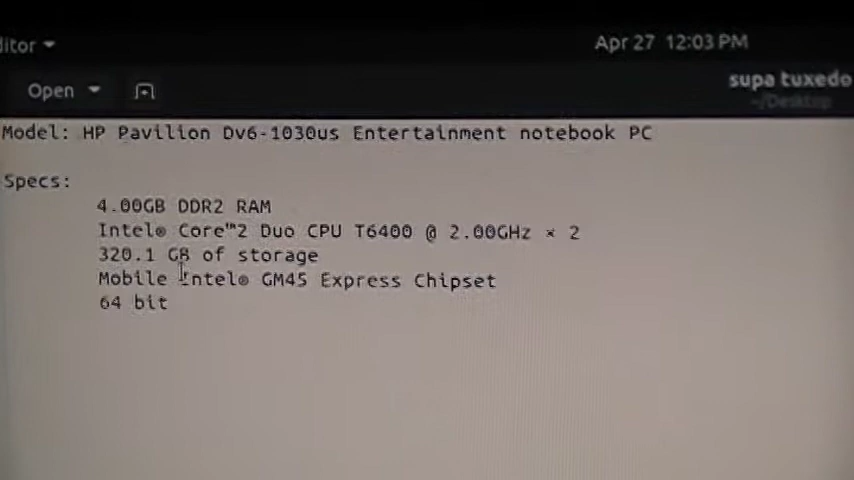 itor
Apr 27 12:03 PM
Open
supa tuxedo
~/Desktop
Model: HP Pavilion Dv6-1030us Entertainment notebook PC
Specs:
4.00GB DDR2 RAM
Intel® Core™2 Duo CPU T6400 @ 2.00GHz × 2
320.1 GB of storage
Mobile Intel® GM45 Express Chipset
64 bit